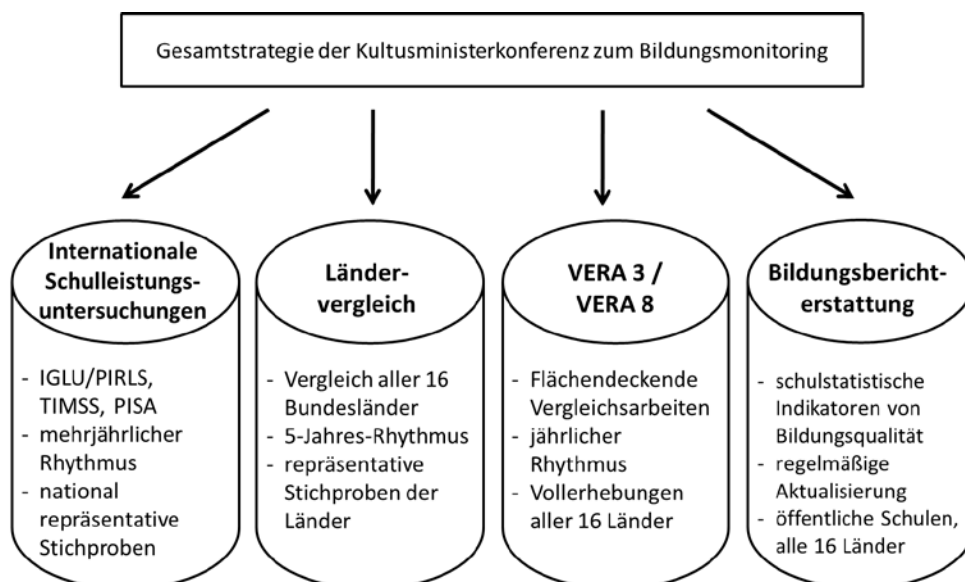 Gesamtstrategie der Kultusministerkonferenz zum Bildungsmonitoring
Internationale
Schulleistungs-
untersuchungen
- IGLU/PIRLS,
TIMSS, PISA
- mehrjährlicher
Rhythmus
- national
repräsentative
Stichproben
Länder-
vergleich
- Vergleich aller 16
Bundesländer
- 5-Jahres-Rhythmus
- repräsentative
Stichproben der
Länder
VERA 3 /
VERA 8
- Flächendeckende
Vergleichsarbeiten
- jährlicher
Rhythmus
- Vollerhebungen
aller 16 Länder
Bildungsbericht-
erstattung
- schulstatistische
Indikatoren von
Bildungsqualität
- regelmäßige
Aktualisierung
- öffentliche Schulen,
alle 16 Länder